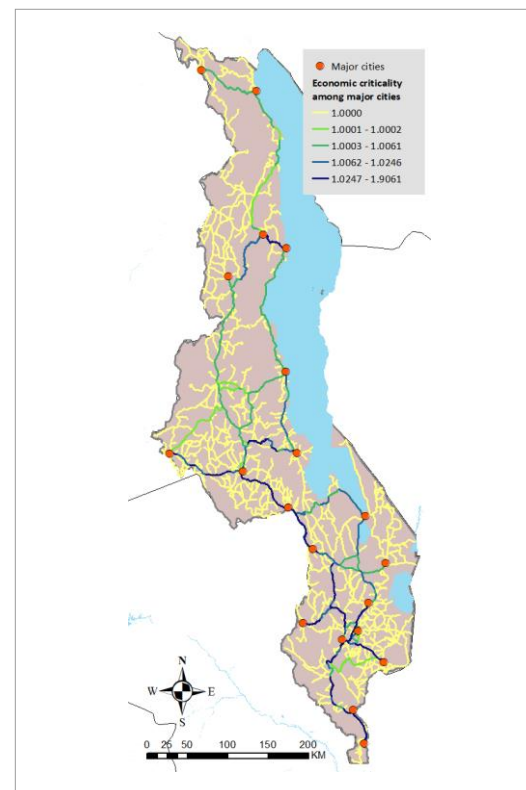 Major cities
Economic criticality
among major cities
1.0000
1.0001 - 1.0002
1.0003 - 1.0061
1.0062 - 1.0246
1.0247 - 1.9061
N
W E
S
0 25 50 100 150 200
KM